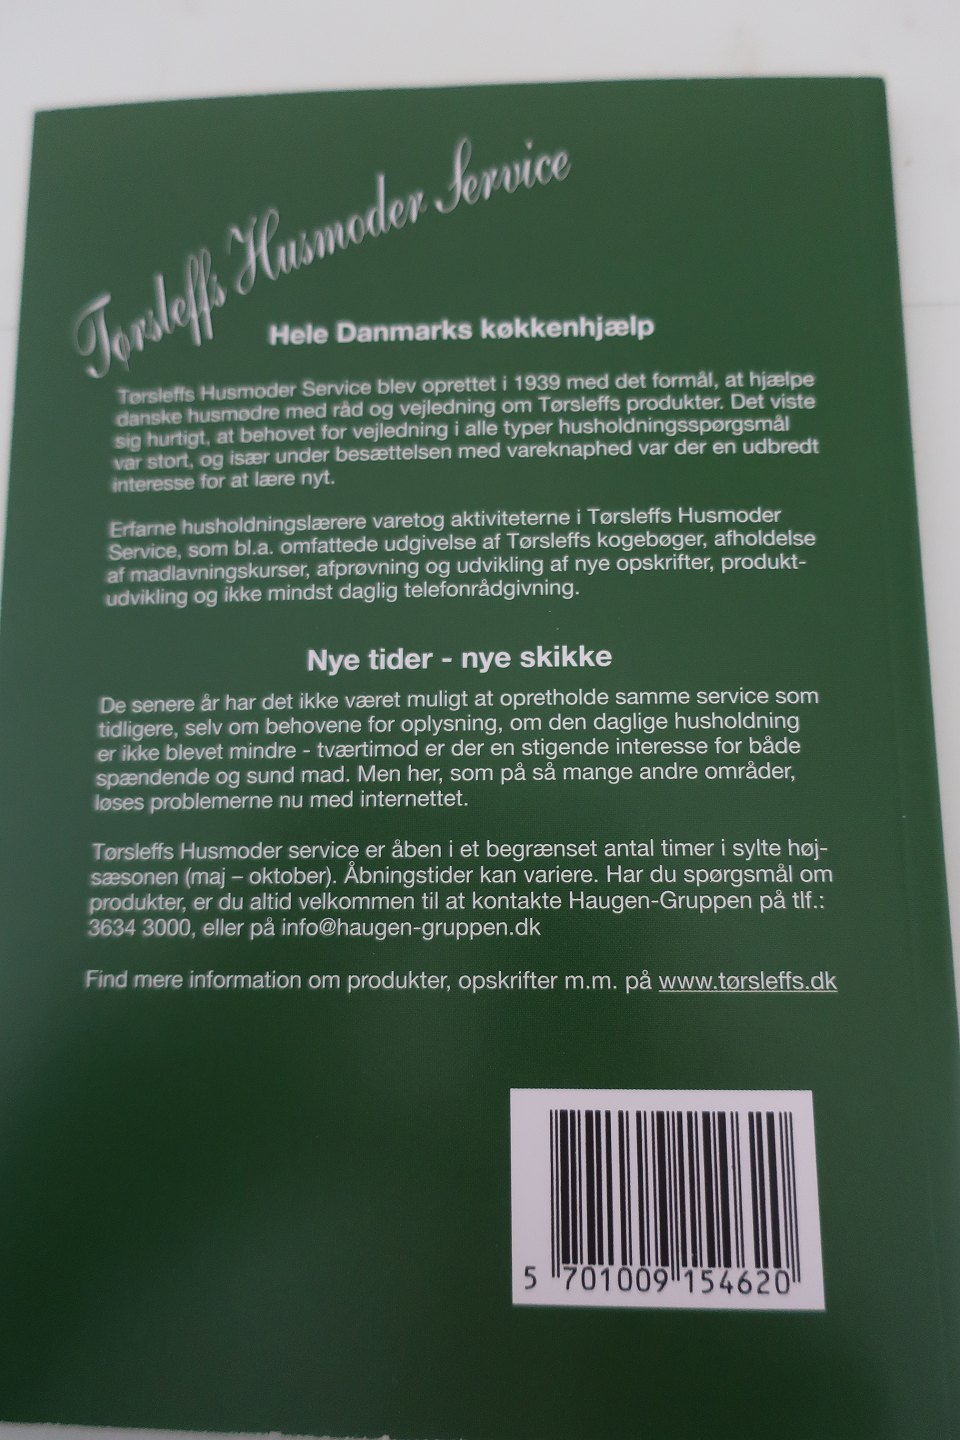 Tørsleffs Husmoder Service
Hele Danmarks køkkenhjælp
Tørsleffs Husmoder Service blev oprettet i 1939 med det formål, at hjælpe
danske husmødre med råd og vejledning om Tørsleffs produkter. Det viste
sig hurtigt, at behovet for vejledning i alle typer husholdningsspørgsmål
var stort, og især under besættelsen med vareknaphed var der en udbredt
interesse for at lære nyt.
Erfarne husholdningslærere varetog aktiviteterne i Tørsleffs Husmoder
Service, som bl.a. omfattede udgivelse af Tørsleffs kogebøger, afholdelse
af madlavningskurser, afprøvning og udvikling af nye opskrifter, produkt-
udvikling og ikke mindst daglig telefonrådgivning.
Nye tider - nye skikke
De senere år har det ikke været muligt at opretholde samme service som
tidligere, selv om behovene for oplysning, om den daglige husholdning
er ikke blevet mindre - tværtimod er der en stigende interesse for både
spændende og sund mad. Men her, som på så mange andre områder,
løses problemerne nu med internettet.
Tørsleffs Husmoder service er åben i et begrænset antal timer i sylte høj-
sæsonen (maj – oktober). Åbningstider kan variere. Har du spørgsmål om
produkter, er du altid velkommen til at kontakte Haugen-Gruppen på tlf.:
3634 3000, eller på info@haugen-gruppen.dk
Find mere information om produkter, opskrifter m.m. på www.tørsleffs.dk
5 701009 154620